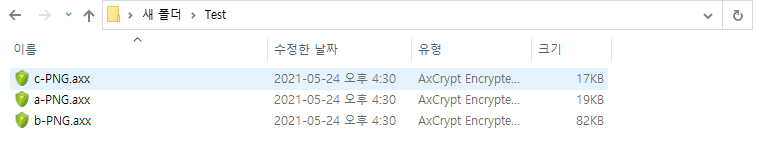 새 폴더 > Test
이름 수정한 날짜 유형 크기
c-PNG.axx 2021-05-24 오후 4:30 AxCrypt Encrypte... 17KB
a-PNG.axx 2021-05-24 오후 4:30 AxCrypt Encrypte... 19KB
b-PNG.axx 2021-05-24 오후 4:30 AxCrypt Encrypte... 82KB